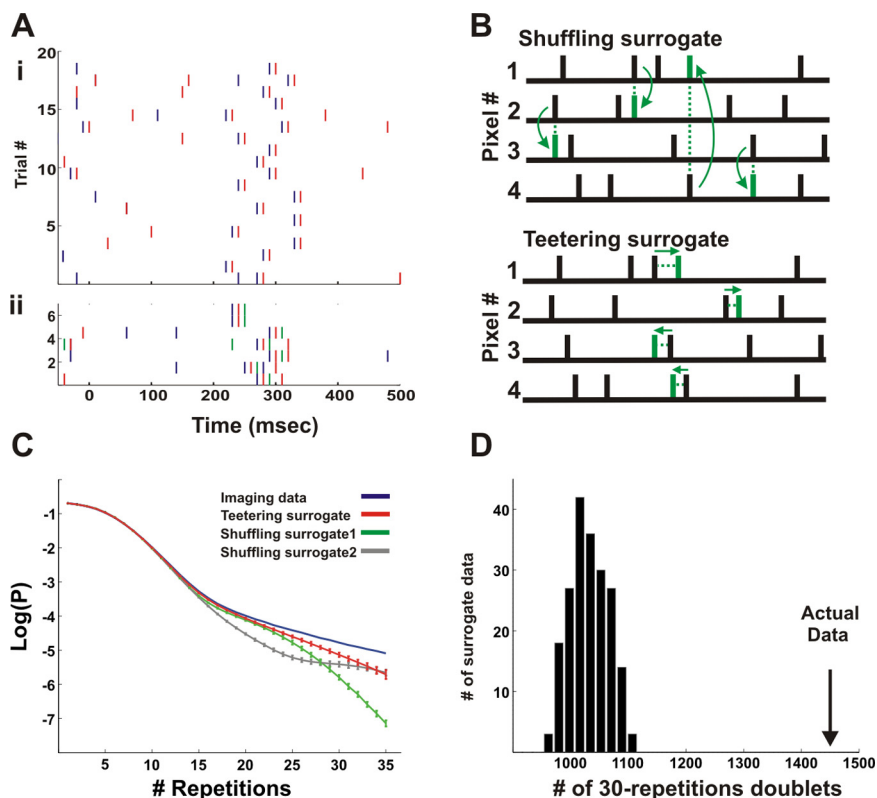 A
i
20
15
10
5
Trial #
ii
6
4
2
0 100 200 300 400 500
Time (msec)
B
Shuffling surrogate
1
2
3
4
Pixel #
Teetering surrogate
1
2
3
4
Pixel #
C
Imaging data
Teetering surrogate
Shuffling surrogate1
Shuffling surrogate2
-1
-2
-3
-4
-5
-6
-7
Log(P)
5 10 15 20 25 30 35
# Repetitions
D
40
30
20
10
# of surrogate data
Actual
Data
1000 1100 1200 1300 1400 1500
# of 30-repetitions doublets